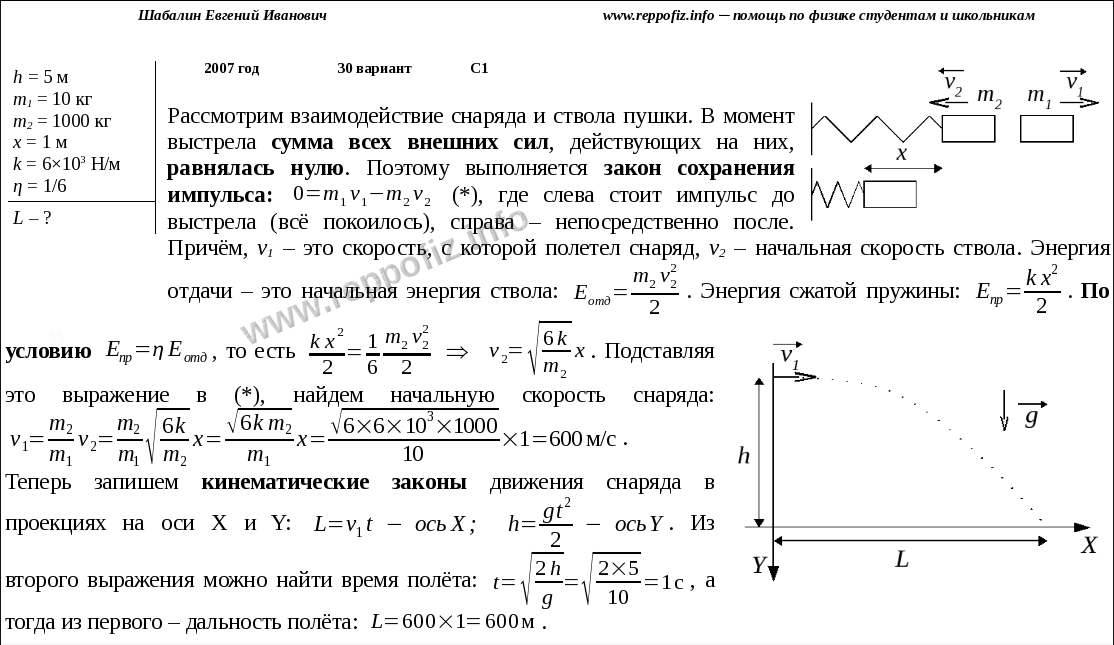 Шабалин Евгений Иванович www.reppofiz.info — помощь по физике студентам и школьникам
2007 год 30 вариант С1
h = 5 м
m₁ = 10 кг
m₂ = 1000 кг
x = 1 м
k = 6×10³ Н/м
η = 1/6
L – ?
Рассмотрим взаимодействие снаряда и ствола пушки. В момент
выстрела сумма всех внешних сил, действующих на них,
равнялась нулю. Поэтому выполняется закон сохранения
импульса: 0=m₁v₁−m₂v₂ (*), где слева стоит импульс до
выстрела (всё покоилось), справа – непосредственно после.
Причём, v₁ – это скорость, с которой полетел снаряд, v₂ – начальная скорость ствола. Энергия
отдачи – это начальная энергия ствола: Eотд = m₂v₂²/2 . Энергия сжатой пружины: Eпр = kx²/2 . По
условию Eпр=ηEотд , то есть kx²/2 = 1/6 m₂v₂²/2 ⇒ v₂=√(6k/m₂) x . Подставляя
это выражение в (*), найдем начальную скорость снаряда:
v₁= m₂/m₁ v₂= m₂/m₁ √(6k/m₂) x= √(6km₂)/m₁ x= √(6×6×10³×1000)/10 ×1=600 м/с .
Теперь запишем кинематические законы движения снаряда в
проекциях на оси X и Y: L=v₁t − ось X ; h= gt²/2 − ось Y . Из
второго выражения можно найти время полёта: t=√(2h/g)=√(2×5/10)=1с , а
тогда из первого – дальность полёта: L=600×1=600м .
v₂ m₂ m₁ v₁
x
v₁
h
g
L
X
Y
www.reppofiz.info